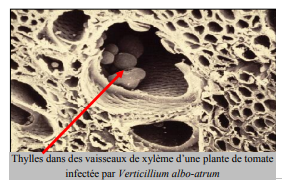 Thylles dans des vaisseaux de xylème d'une plante de tomate
infectée par Verticillium albo-atrum